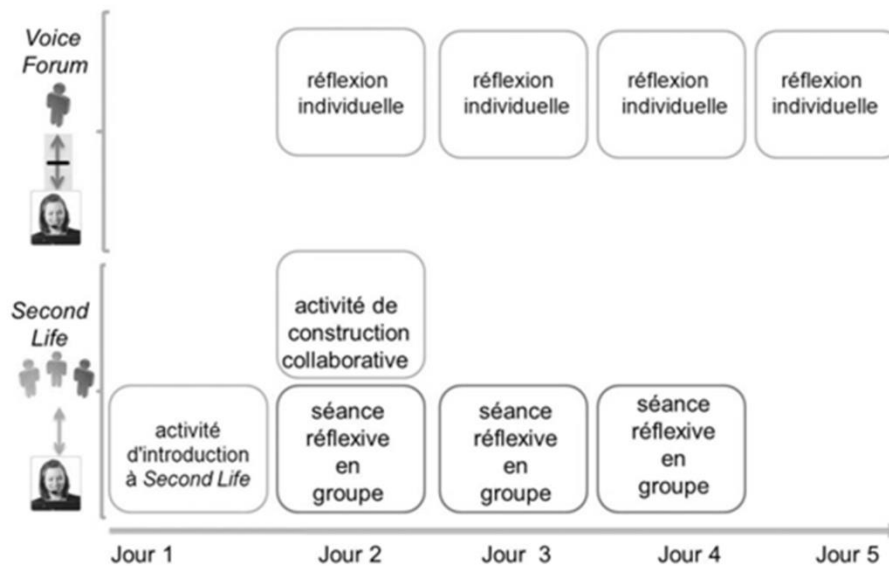 Voice
Forum
réflexion
individuelle
réflexion
individuelle
réflexion
individuelle
réflexion
individuelle
Second
Life
activité de
construction
collaborative
activité
d'introduction
à Second Life
séance
réflexive
en
groupe
séance
réflexive
en
groupe
séance
réflexive
en
groupe
Jour 1
Jour 2
Jour 3
Jour 4
Jour 5